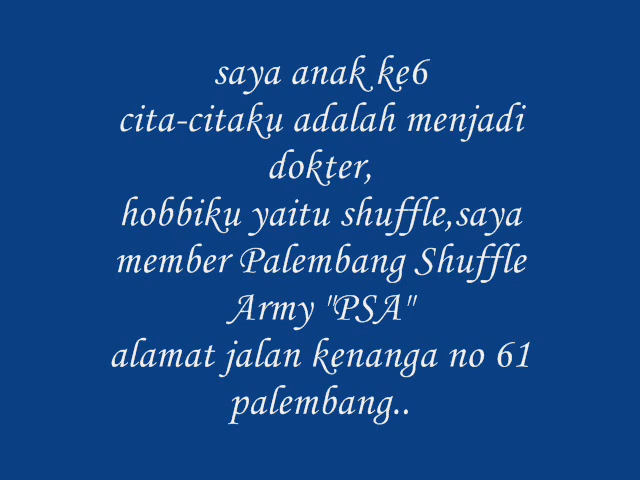 saya anak ke6
cita-citaku adalah menjadi
dokter,
hobbiku yaitu shuffle,saya
member Palembang Shuffle
Army "PSA"
alamat jalan kenanga no 61
palembang..